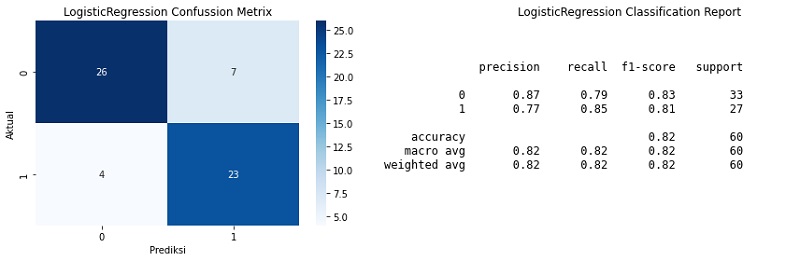 LogisticRegression Confussion Metrix
26 7
4 23
0
1
Aktual
0 1
Prediksi
25.0
22.5
20.0
17.5
15.0
12.5
10.0
7.5
5.0
LogisticRegression Classification Report
precision recall f1-score support
0 0.87 0.79 0.83 33
1 0.77 0.85 0.81 27
accuracy 0.82 60
macro avg 0.82 0.82 0.82 60
weighted avg 0.82 0.82 0.82 60